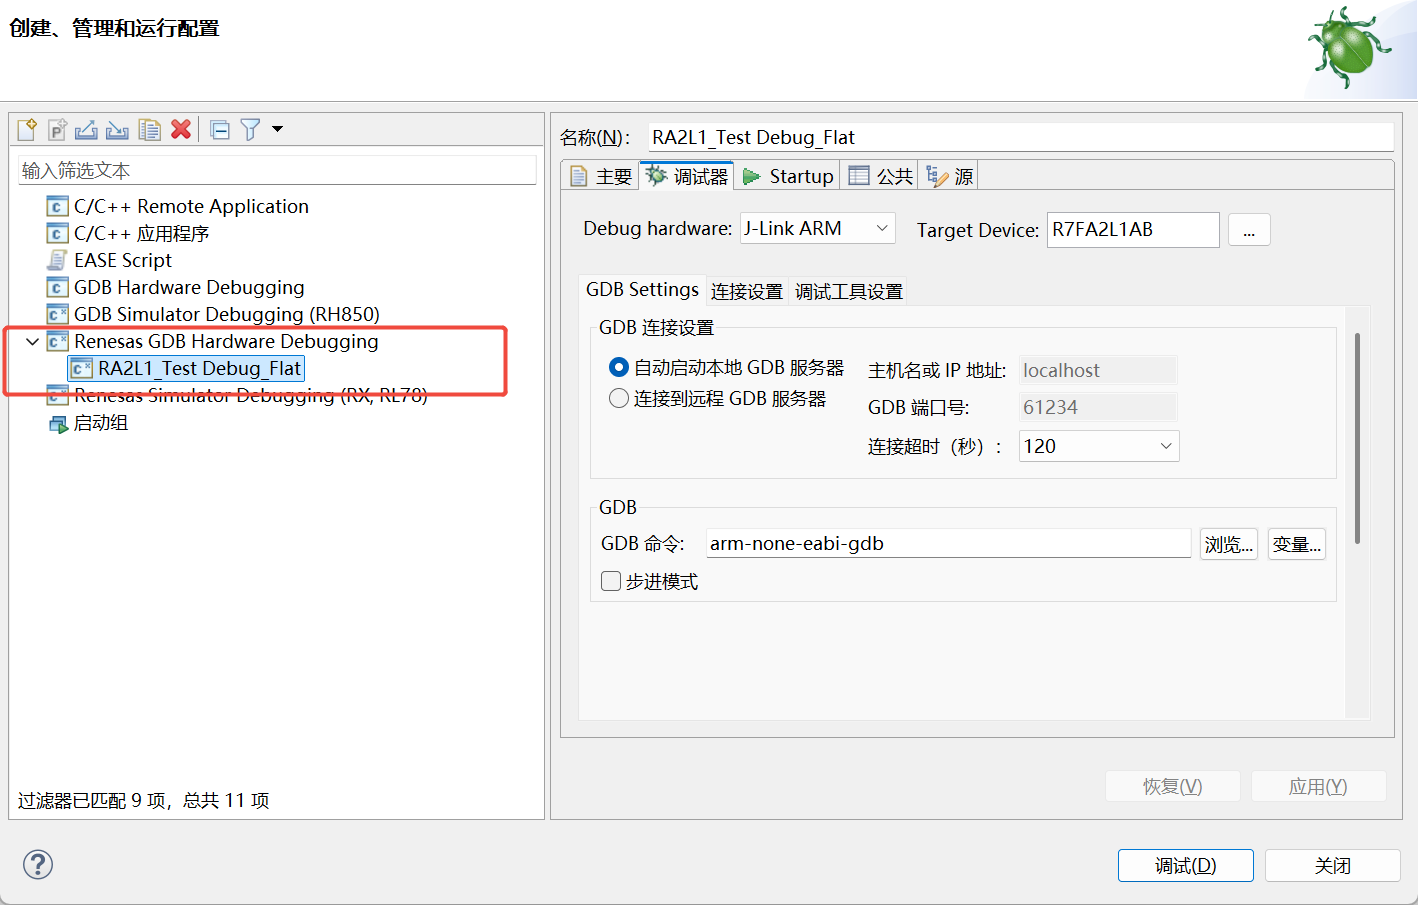 创建、管理和运行配置
输入筛选文本
C/C++ Remote Application
C/C++ 应用程序
EASE Script
GDB Hardware Debugging
GDB Simulator Debugging (RH850)
Renesas GDB Hardware Debugging
RA2L1_Test Debug_Flat
Renesas Simulator Debugging (RX, RL78)
启动组
过滤器已匹配 9 项，总共 11 项
名称(N)： RA2L1_Test Debug_Flat
主要 调试器 Startup 公共 源
Debug hardware: J-Link ARM Target Device: R7FA2L1AB ...
GDB Settings 连接设置 调试工具设置
GDB 连接设置
自动启动本地 GDB 服务器 主机名或 IP 地址: localhost
连接到远程 GDB 服务器 GDB 端口号: 61234
连接超时（秒）： 120
GDB
GDB 命令: arm-none-eabi-gdb 浏览... 变量...
步进模式
恢复(V) 应用(Y)
调试(D) 关闭